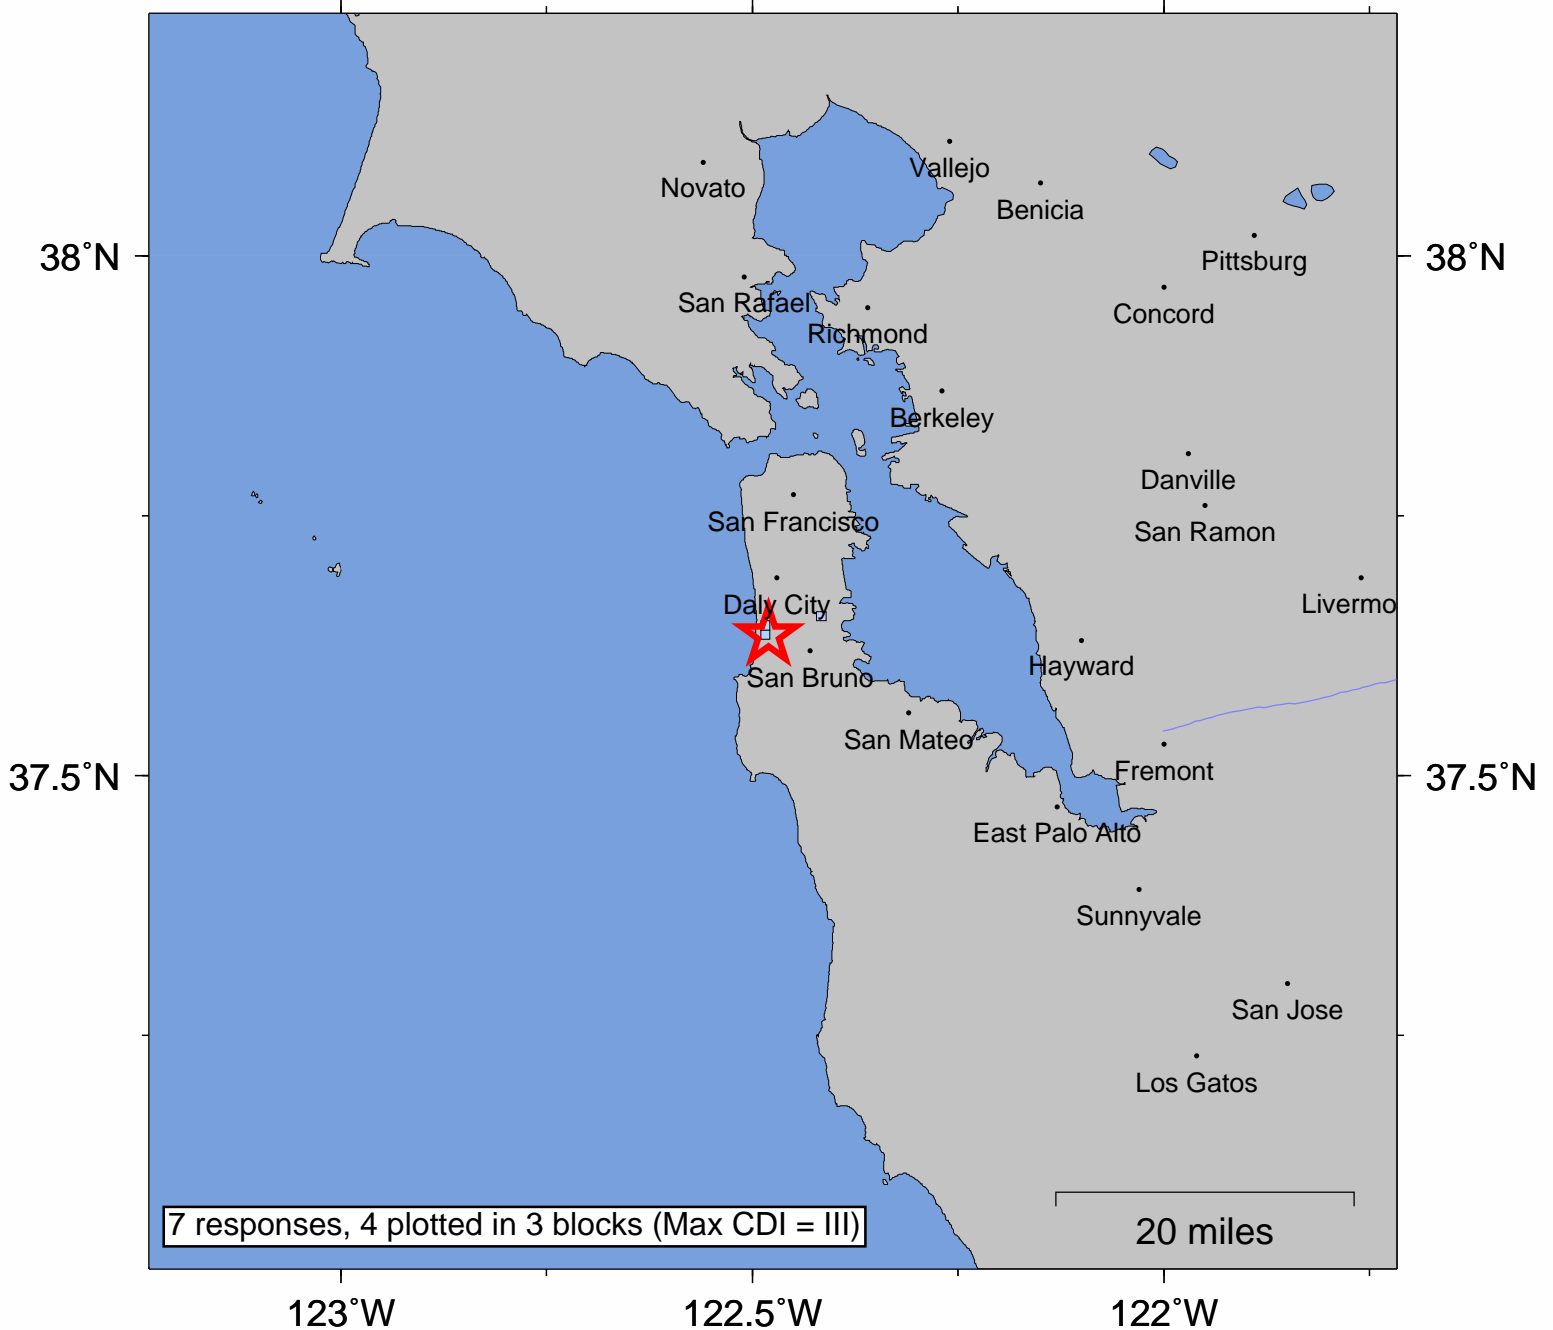 Vallejo
Novato
Benicia
38˚N
38˚N
Pittsburg
San Rafael
Concord
Richmond
Berkeley
Danville
San Francisco
San Ramon
Daly City
Livermo
Hayward
San Bruno
San Mateo
Fremont
37.5˚N
37.5˚N
East Palo Alto
Sunnyvale
San Jose
Los Gatos
7 responses, 4 plotted in 3 blocks (Max CDI = III)
20 miles
123˚W
122.5˚W
122˚W